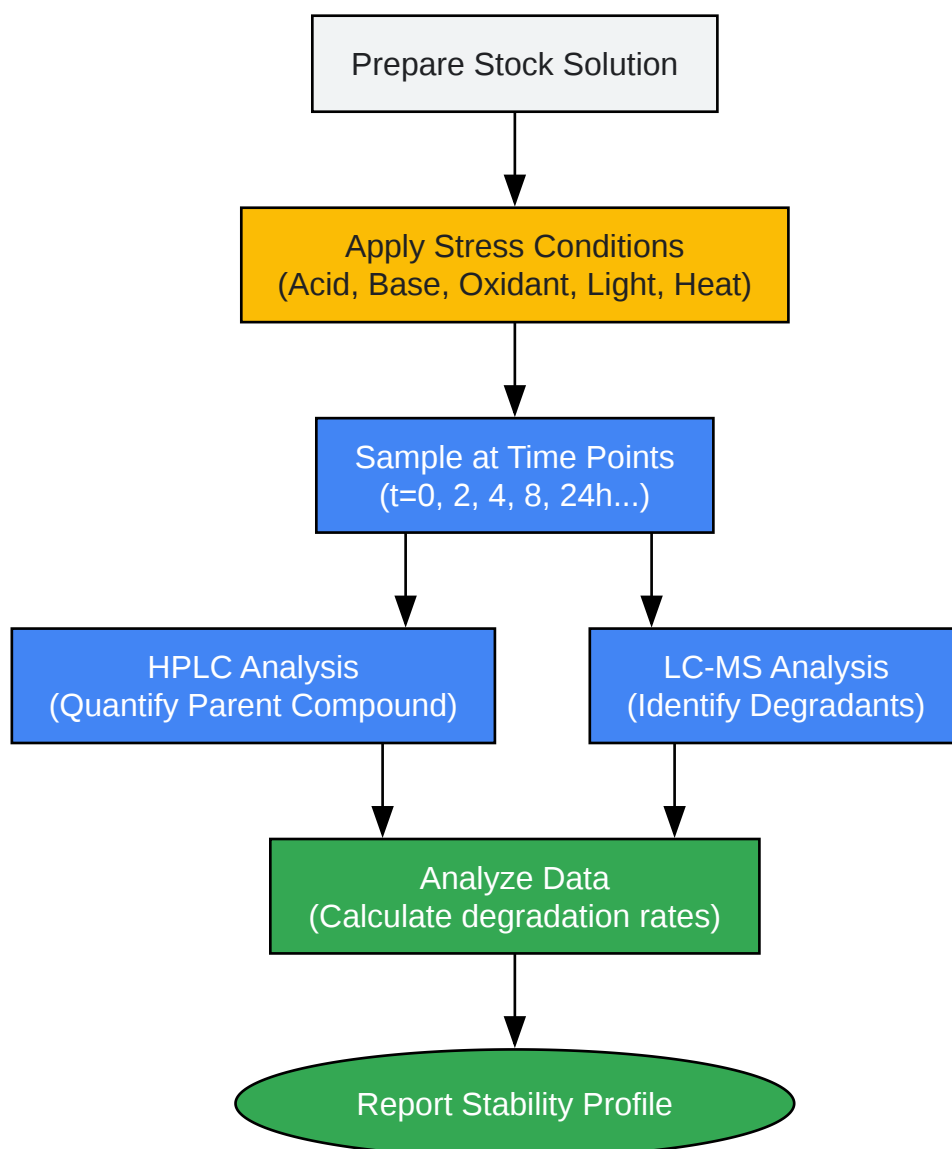 Prepare Stock Solution
Apply Stress Conditions
(Acid, Base, Oxidant, Light, Heat)
Sample at Time Points
(t=0, 2, 4, 8, 24h...)
HPLC Analysis
(Quantify Parent Compound)
LC-MS Analysis
(Identify Degradants)
Analyze Data
(Calculate degradation rates)
Report Stability Profile